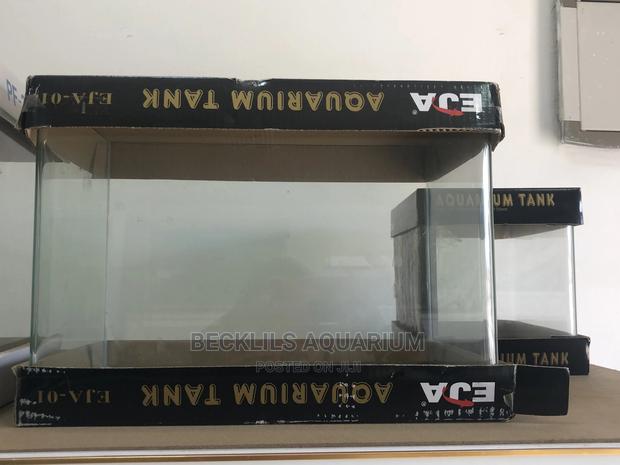 PF-
EJA-01 AQUARIUM TANK EJA®
AQUARIUM TANK
BECKLILS AQUARIUM
POSTED ON JIJI
AQUARIUM TANK
EJA-01 AQUARIUM TANK EJA®